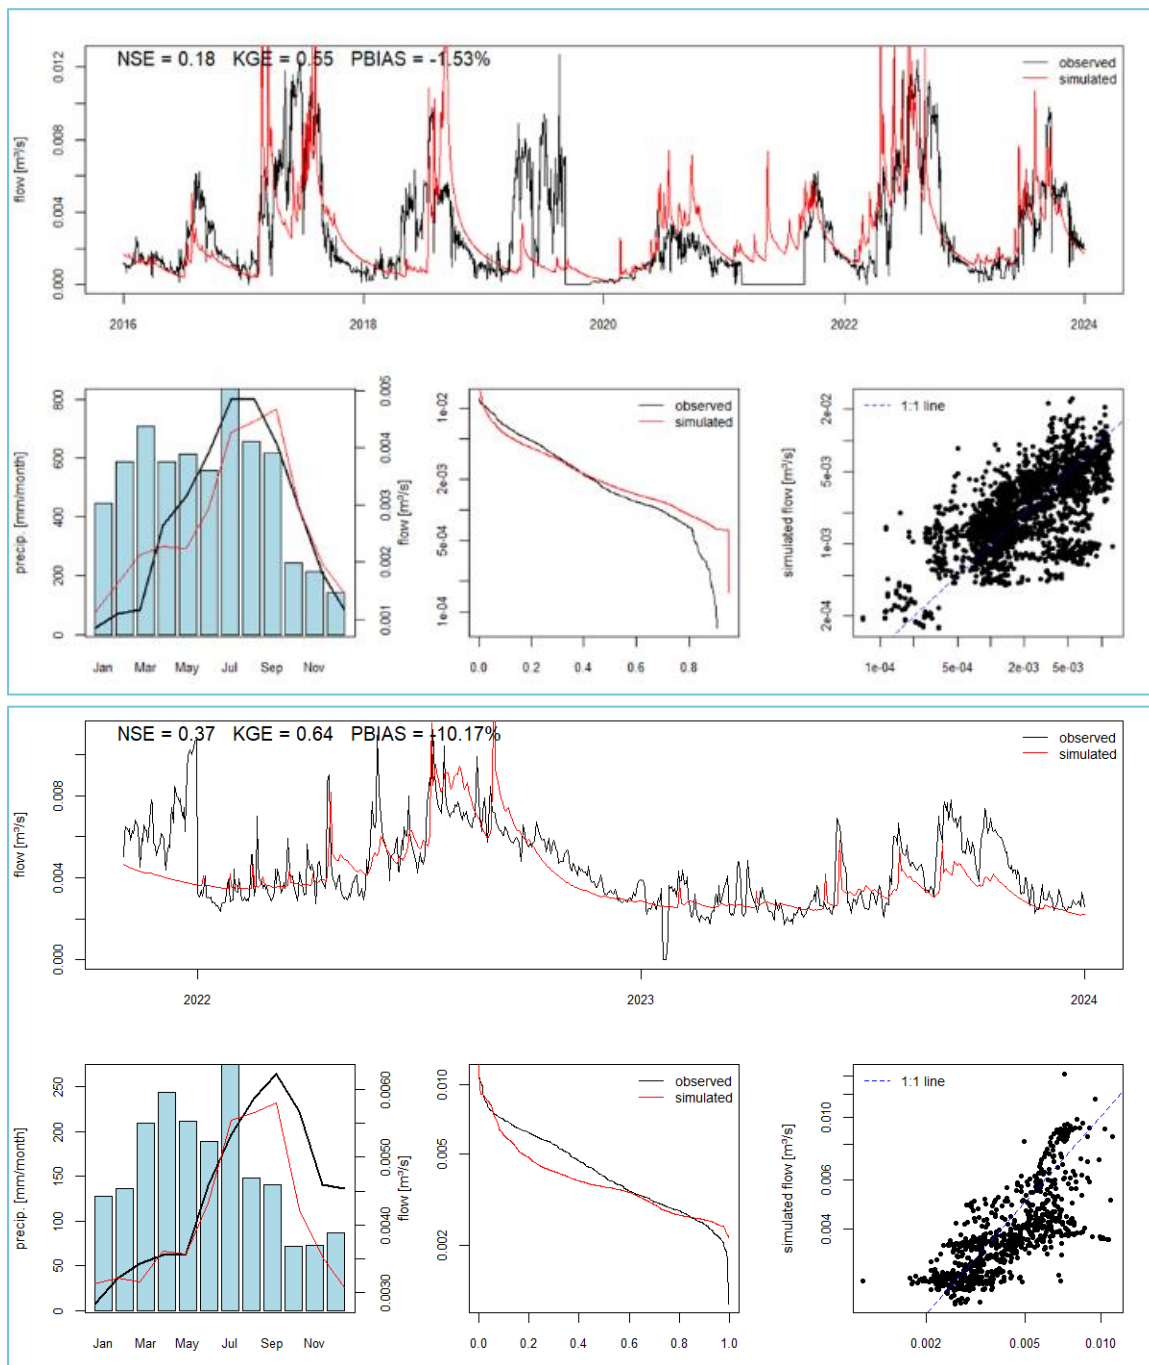 NSE = 0.18 KGE = 0.55 PBIAS = -1.53%
observed
simulated
flow [m³/s]
0.012
0.008
0.004
0.000
2016
2018
2020
2022
2024
precip. [mm/month]
800
600
400
200
0
Jan
Mar
May
Jul
Sep
Nov
0.005
0.004
0.003
0.002
0.001
flow [m³/s]
observed
simulated
1e-02
2e-03
5e-04
1e-04
0.0
0.2
0.4
0.6
0.8
1:1 line
simulated flow [m³/s]
2e-02
5e-03
1e-03
2e-04
1e-04
5e-04
2e-03
5e-03
NSE = 0.37 KGE = 0.64 PBIAS = -10.17%
observed
simulated
flow [m³/s]
0.008
0.004
0.000
2022
2023
2024
precip. [mm/month]
250
200
150
100
50
0
Jan
Mar
May
Jul
Sep
Nov
0.0060
0.0050
0.0040
0.0030
flow [m³/s]
observed
simulated
0.010
0.005
0.002
0.0
0.2
0.4
0.6
0.8
1.0
1:1 line
simulated flow [m³/s]
0.010
0.006
0.004
0.002
0.005
0.010